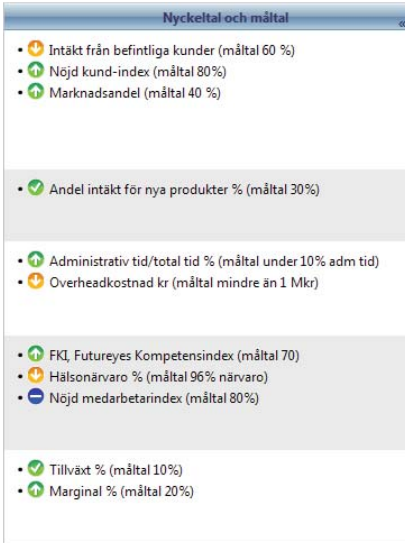 Nyckeltal och måltal «
• Intäkt från befintliga kunder (måltal 60 %)
• Nöjd kund-index (måltal 80%)
• Marknadsandel (måltal 40 %)
• Andel intäkt för nya produkter % (måltal 30%)
• Administrativ tid/total tid % (måltal under 10% adm tid)
• Overheadkostnad kr (måltal mindre än 1 Mkr)
• FKI, Futureyes Kompetensindex (måltal 70)
• Hälsonärvaro % (måltal 96% närvaro)
• Nöjd medarbetarindex (måltal 80%)
• Tillväxt % (måltal 10%)
• Marginal % (måltal 20%)